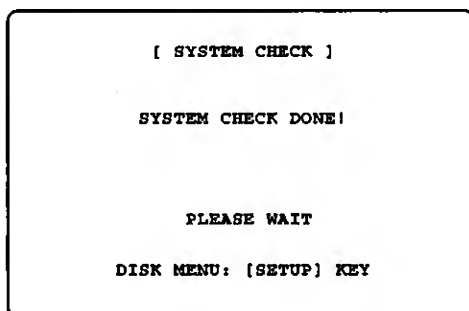 [ SYSTEM CHECK ]
SYSTEM CHECK DONE!
PLEASE WAIT
DISK MENU: [SETUP] KEY